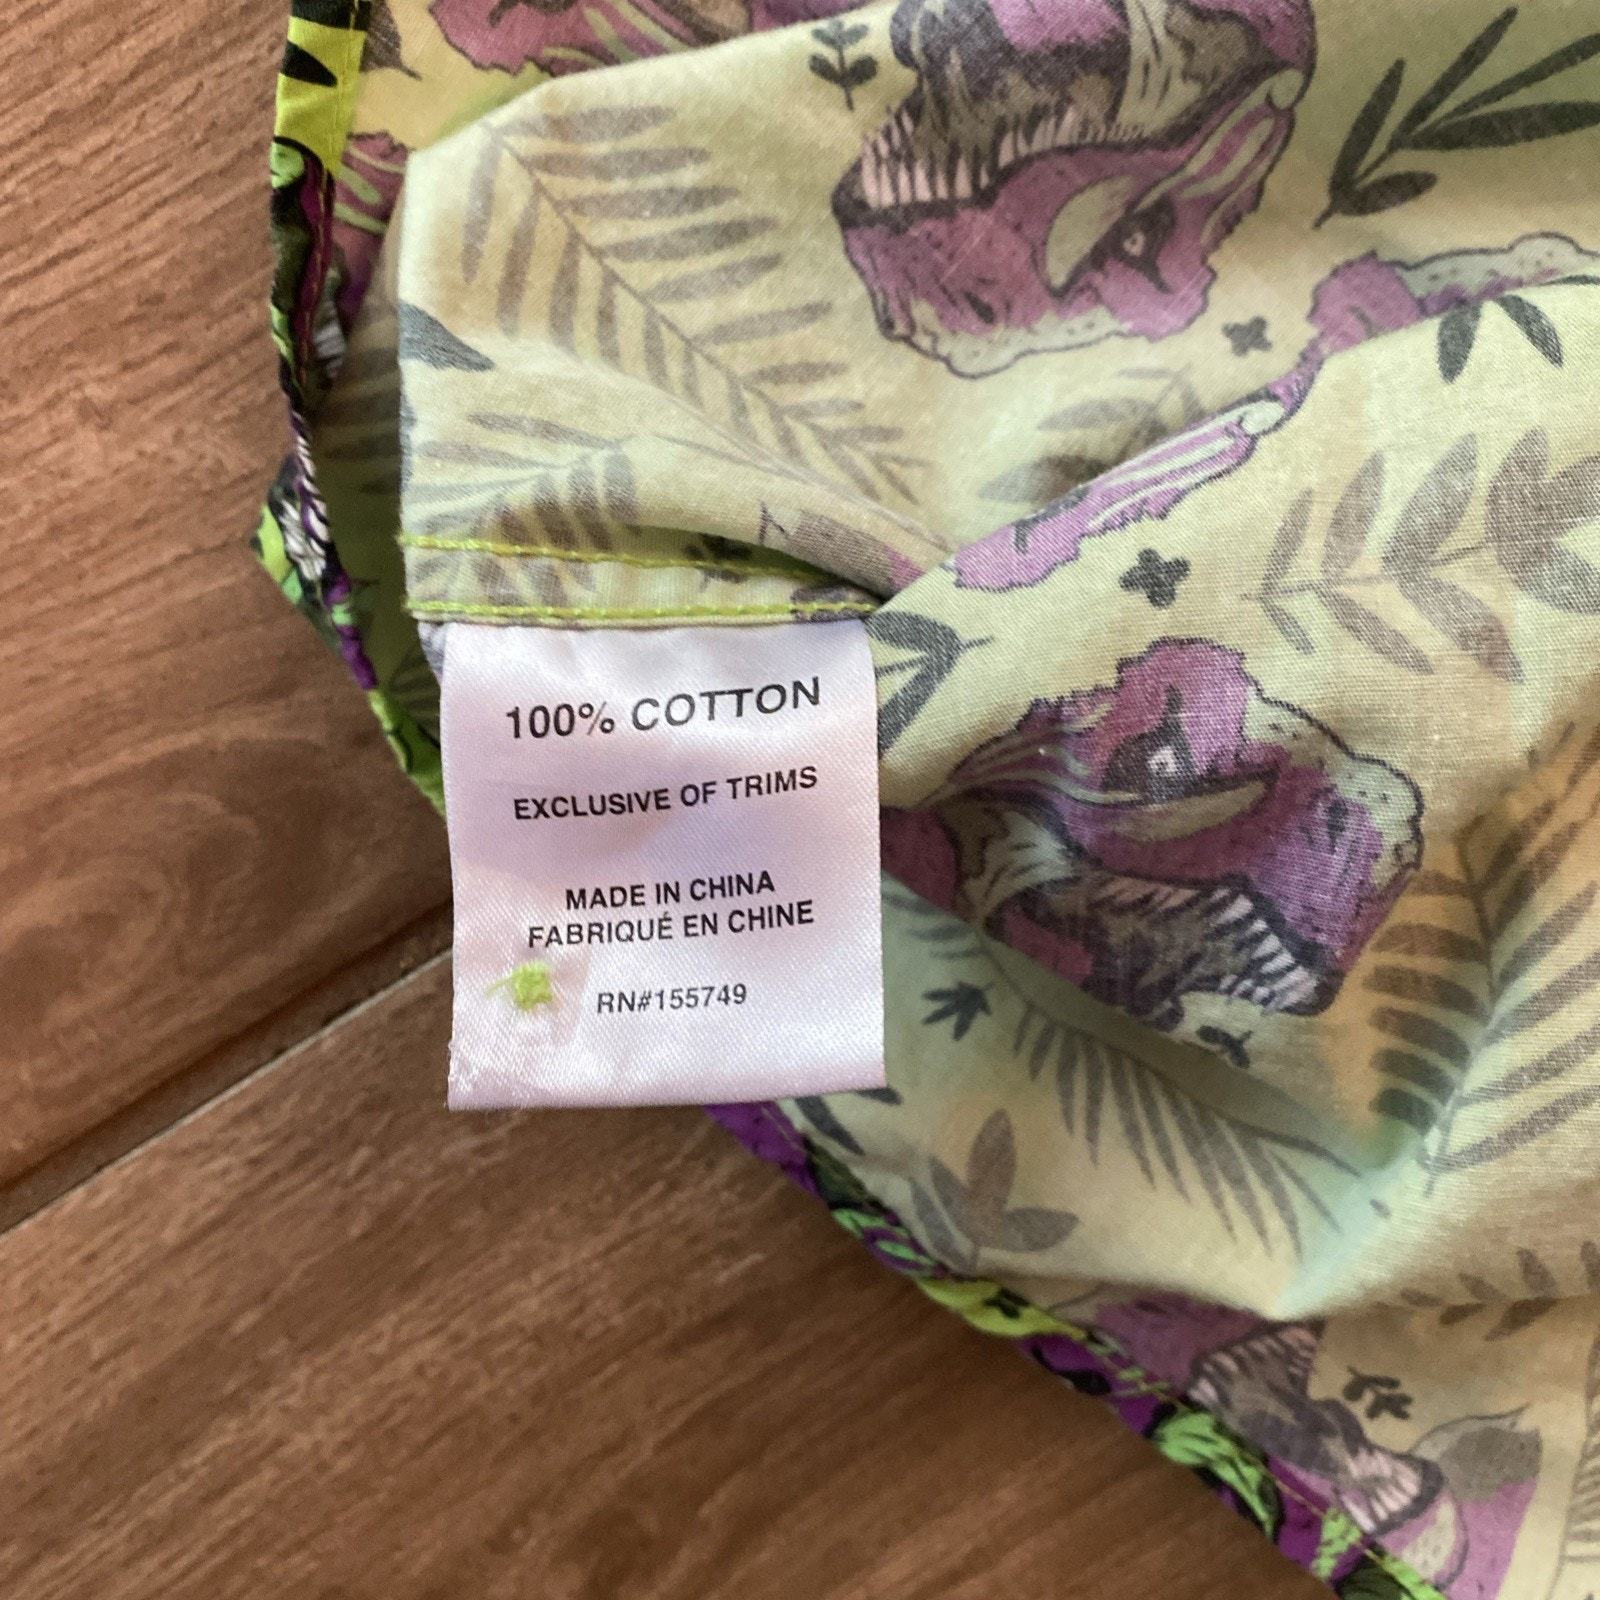 100% COTTON
EXCLUSIVE OF TRIMS
MADE IN CHINA
FABRIQUÉ EN CHINE
RN#155749